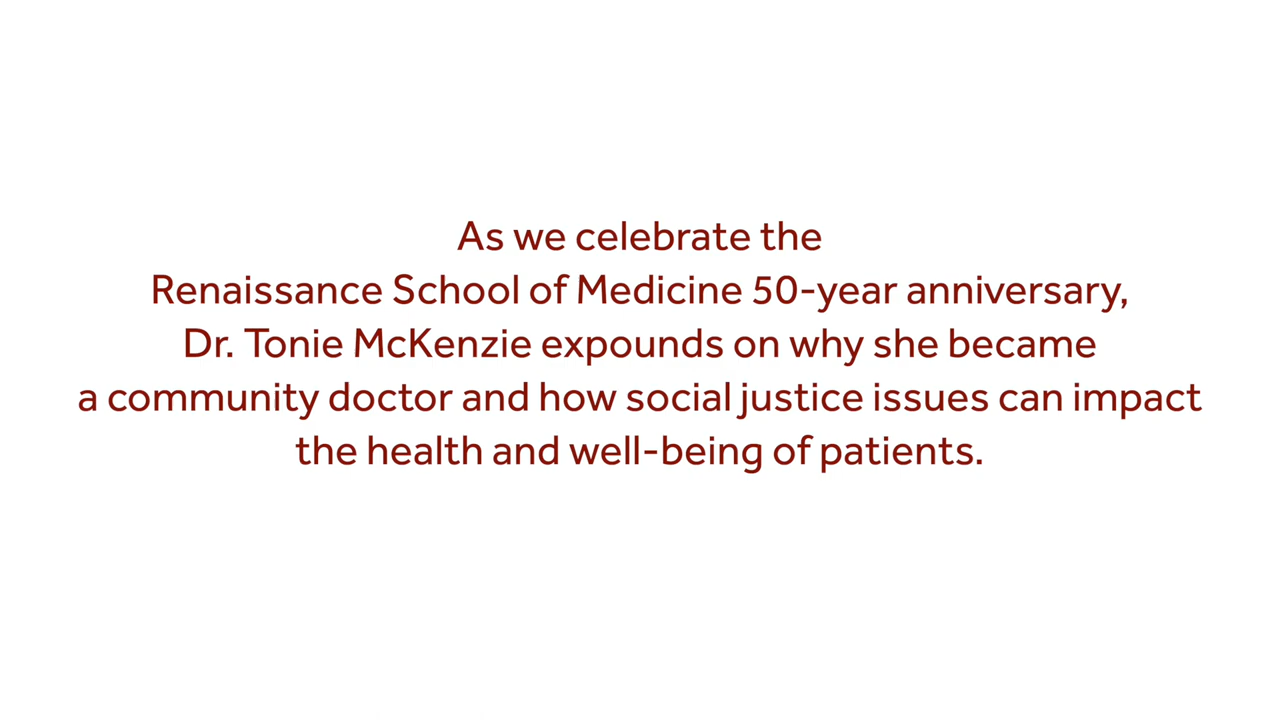 As we celebrate the
Renaissance School of Medicine 50-year anniversary,
Dr. Tonie McKenzie expounds on why she became
a community doctor and how social justice issues can impact
the health and well-being of patients.